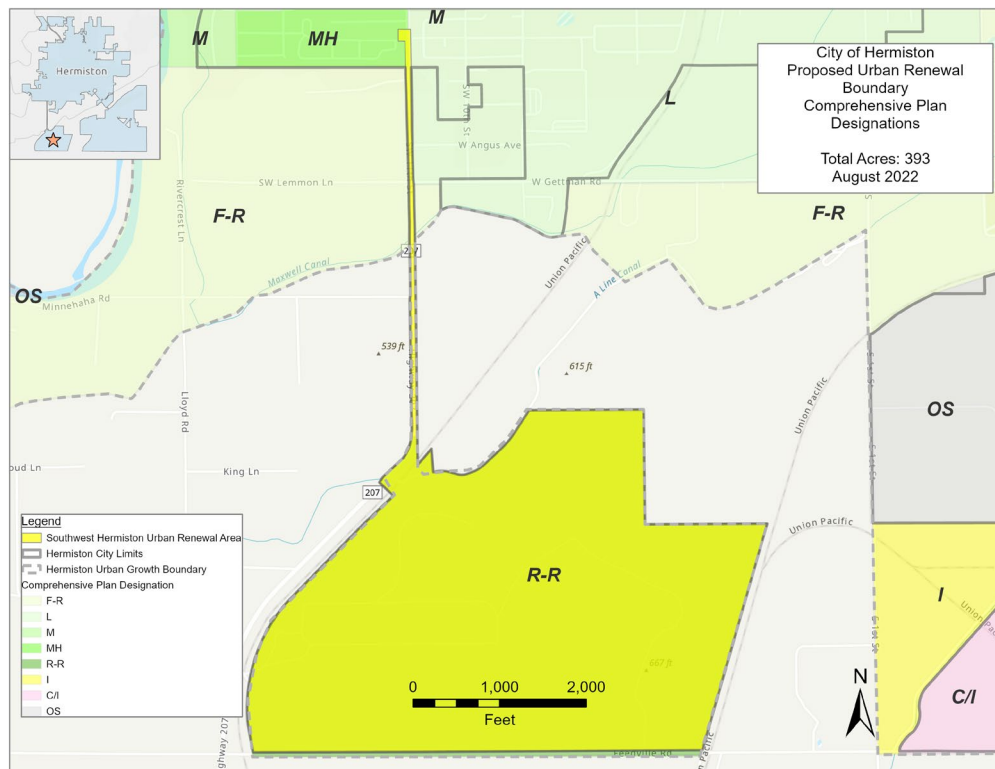 M
M
MH
Hermiston
City of Hermiston
Proposed Urban Renewal
Boundary
Comprehensive Plan
Designations
Total Acres: 393
August 2022
SW 10th St
L
W Angus Ave
SW Lemmon Ln
W Gettman Rd
Rivercrest Ln
F-R
F-R
207
Union Pacific
Maxwell Canal
A Line Canal
OS
Minnehaha Rd
539 ft
615 ft
Union Pacific
OS
Lloyd Rd
King Ln
207
Union Pacific
Legend
Southwest Hermiston Urban Renewal Area
Hermiston City Limits
Hermiston Urban Growth Boundary
Comprehensive Plan Designation
F-R
L
M
MH
R-R
I
C/I
OS
R-R
I
667 ft
0 1,000 2,000
Feet
N
C/I
Feedville Rd